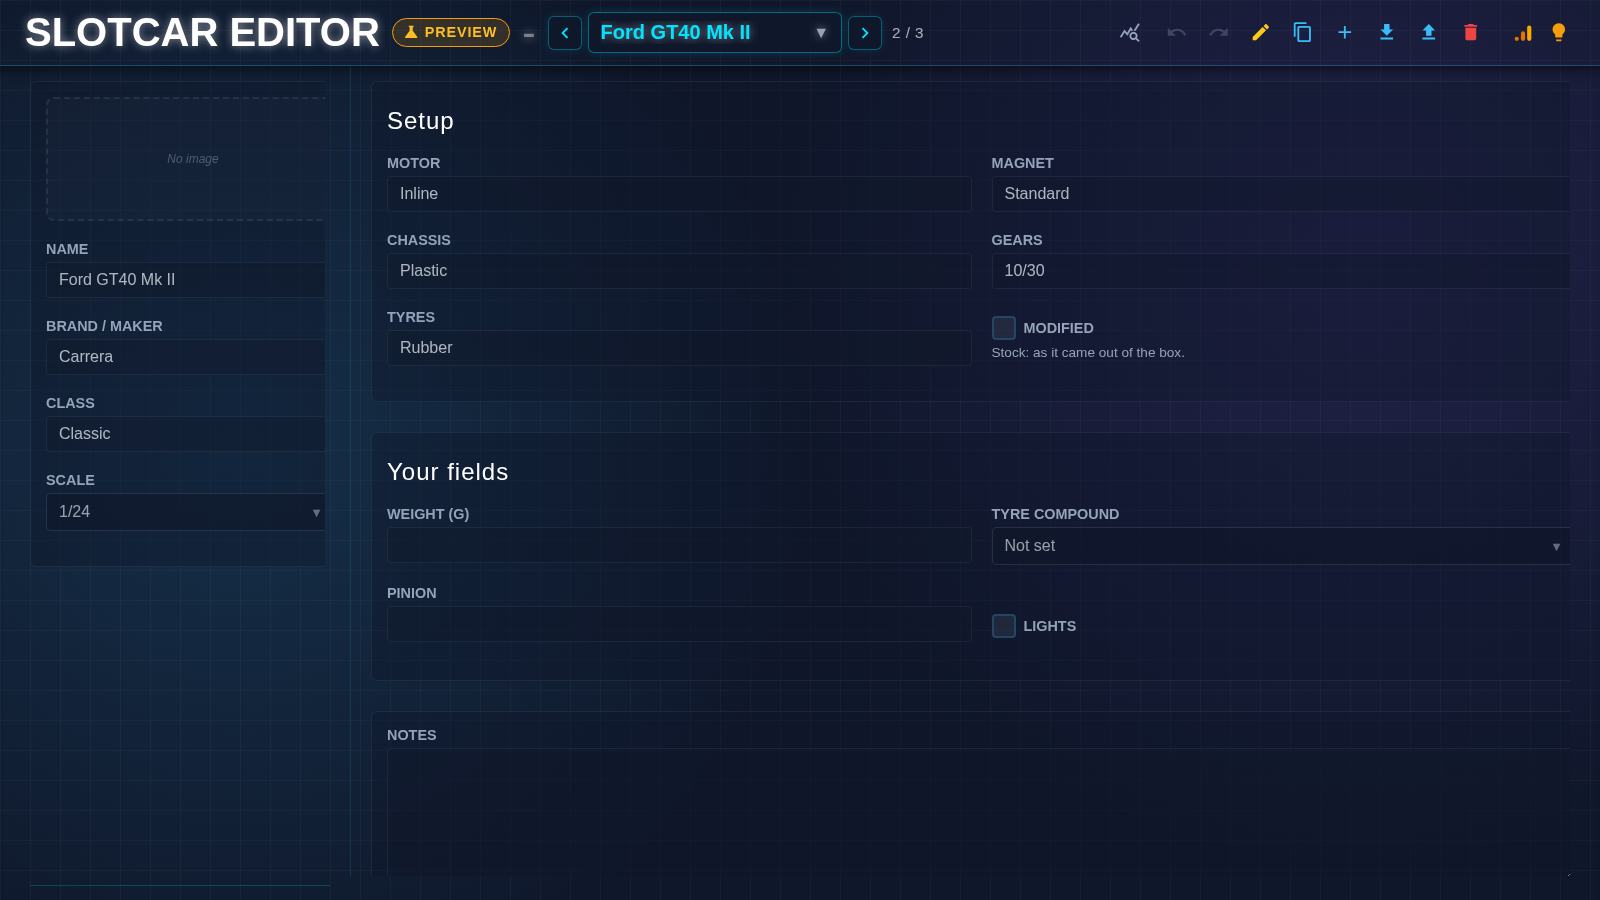 SLOTCAR EDITOR
PREVIEW
Ford GT40 Mk II
2 / 3
No image
NAME
Ford GT40 Mk II
BRAND / MAKER
Carrera
CLASS
Classic
SCALE
1/24
Setup
MOTOR
Inline
MAGNET
Standard
CHASSIS
Plastic
GEARS
10/30
TYRES
Rubber
MODIFIED
Stock: as it came out of the box.
Your fields
WEIGHT (G)
TYRE COMPOUND
Not set
PINION
LIGHTS
NOTES